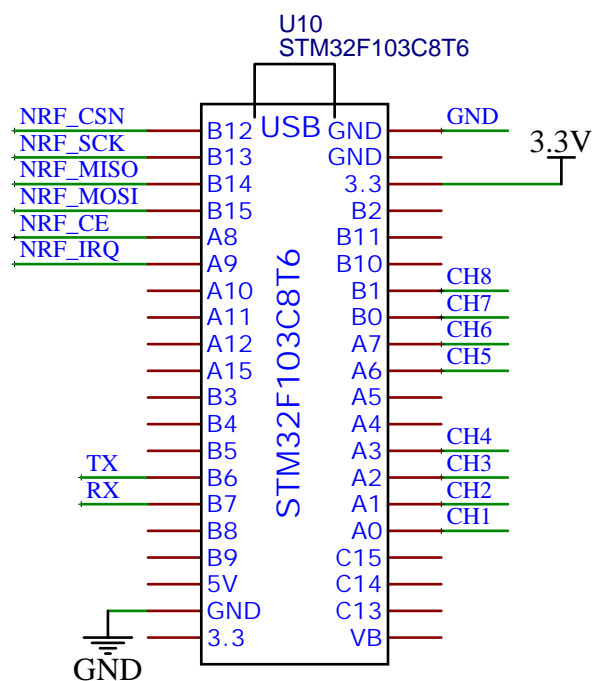 U10
STM32F103C8T6
USB
STM32F103C8T6
NRF_CSN B12 GND GND
NRF_SCK B13 GND 3.3V
NRF_MISO B14 3.3
NRF_MOSI B15 B2
NRF_CE A8 B11
NRF_IRQ A9 B10
A10 B1 CH8
A11 B0 CH7
A12 A7 CH6
A15 A6 CH5
B3 A5
B4 A4
B5 A3 CH4
TX B6 A2 CH3
RX B7 A1 CH2
B8 A0 CH1
B9 C15
5V C14
GND C13
3.3 VB
GND